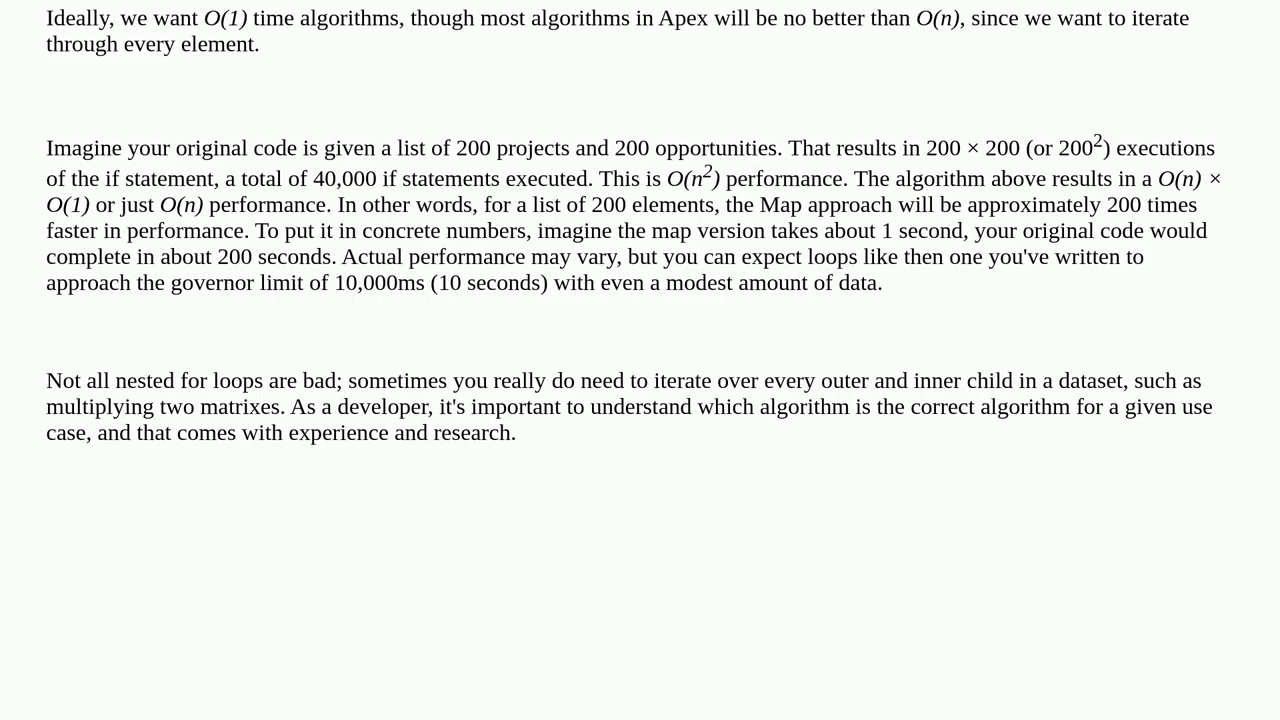 Ideally, we want O(1) time algorithms, though most algorithms in Apex will be no better than O(n), since we want to iterate
through every element.
Imagine your original code is given a list of 200 projects and 200 opportunities. That results in 200 × 200 (or 200²) executions
of the if statement, a total of 40,000 if statements executed. This is O(n²) performance. The algorithm above results in a O(n) ×
O(1) or just O(n) performance. In other words, for a list of 200 elements, the Map approach will be approximately 200 times
faster in performance. To put it in concrete numbers, imagine the map version takes about 1 second, your original code would
complete in about 200 seconds. Actual performance may vary, but you can expect loops like then one you've written to
approach the governor limit of 10,000ms (10 seconds) with even a modest amount of data.
Not all nested for loops are bad; sometimes you really do need to iterate over every outer and inner child in a dataset, such as
multiplying two matrixes. As a developer, it's important to understand which algorithm is the correct algorithm for a given use
case, and that comes with experience and research.